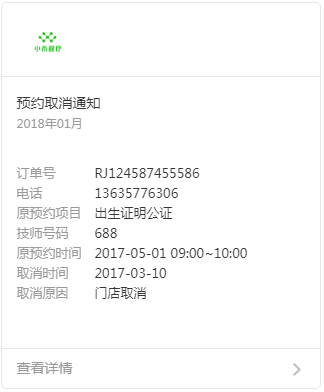 小青程序
预约取消通知
2018年01月
订单号 RJ124587455586
电话 13635776306
原预约项目 出生证明公证
技师号码 688
原预约时间 2017-05-01 09:00~10:00
取消时间 2017-03-10
取消原因 门店取消
查看详情